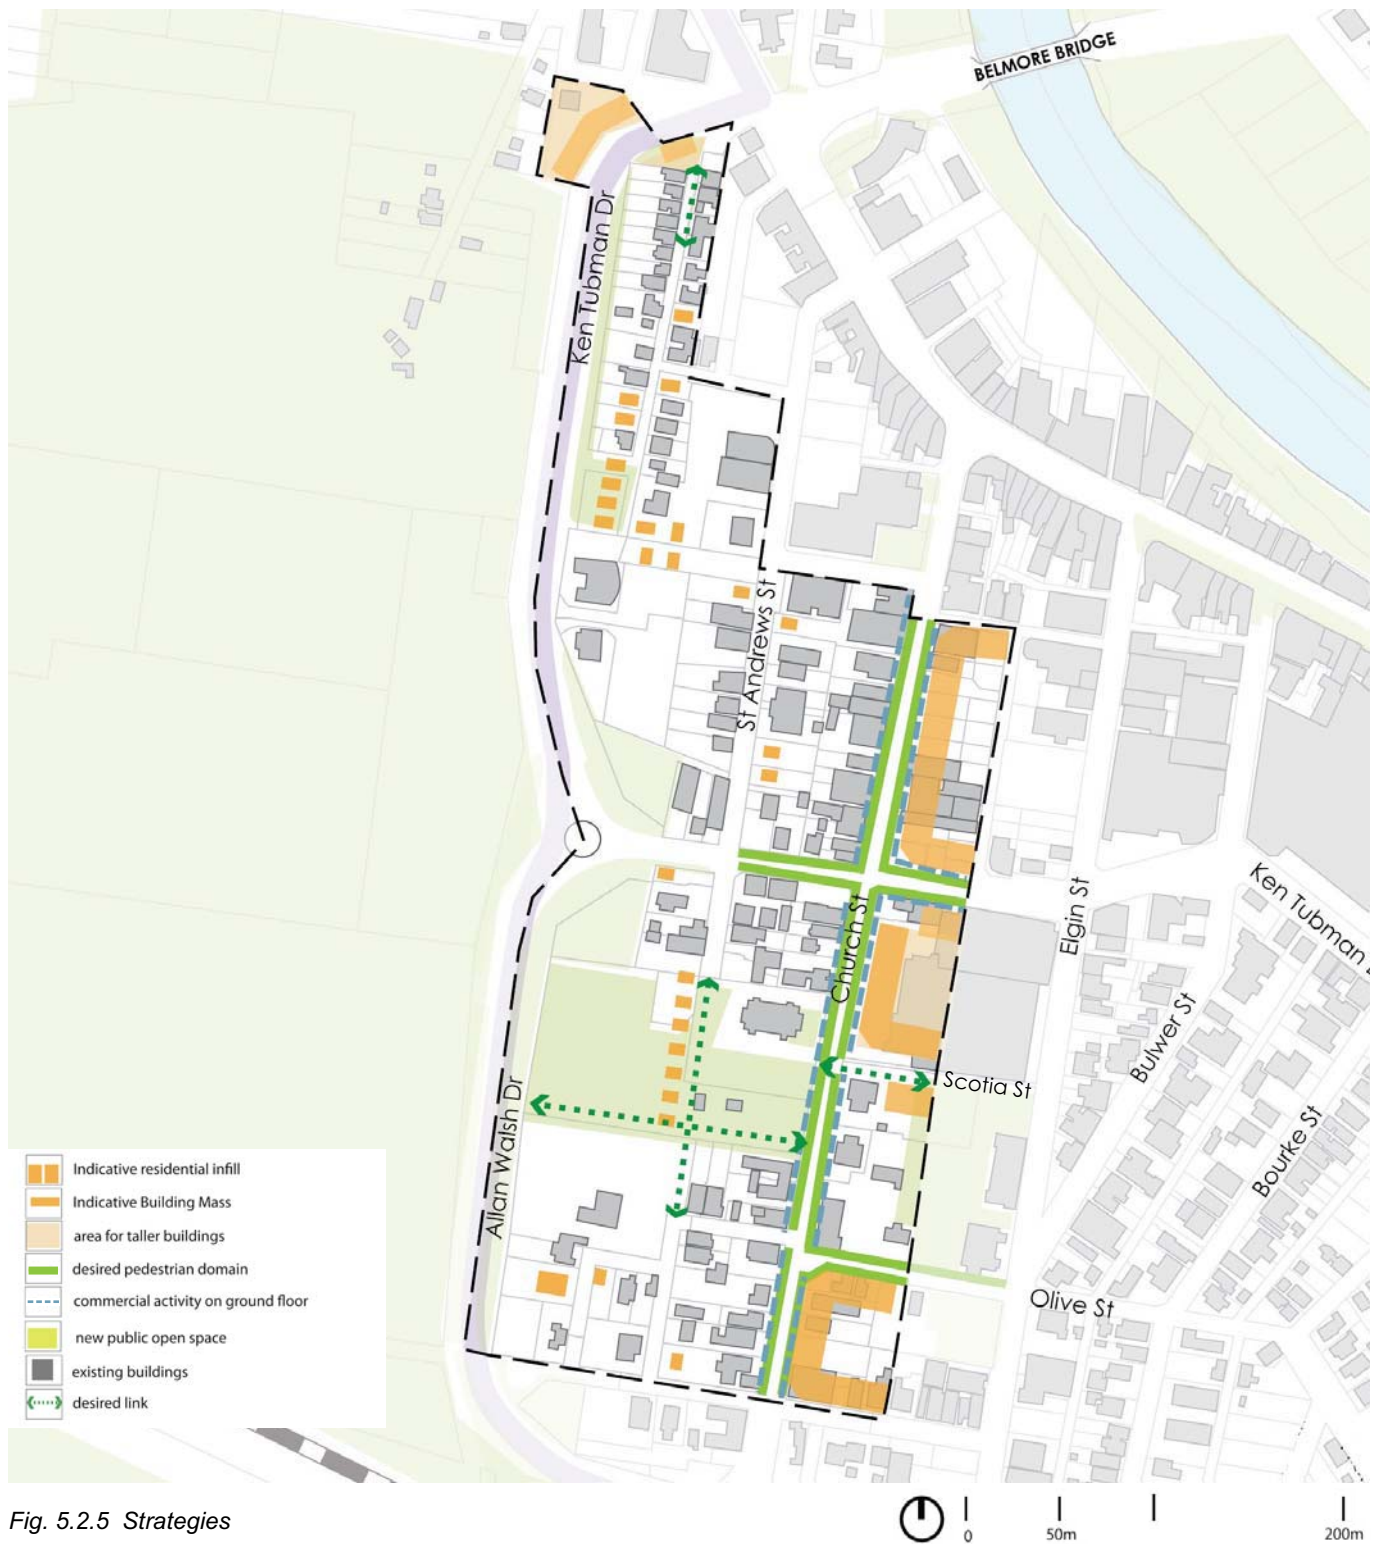 BELMORE BRIDGE
Ken Tubman Dr
St Andrews St
Church St
Elgin St
Ken Tubman
Bulwer St
Scotia St
Bourke St
Allan Walsh Dr
Olive St
Indicative residential infill
Indicative Building Mass
area for taller buildings
desired pedestrian domain
commercial activity on ground floor
new public open space
existing buildings
desired link
Fig. 5.2.5 Strategies
0 50m 200m